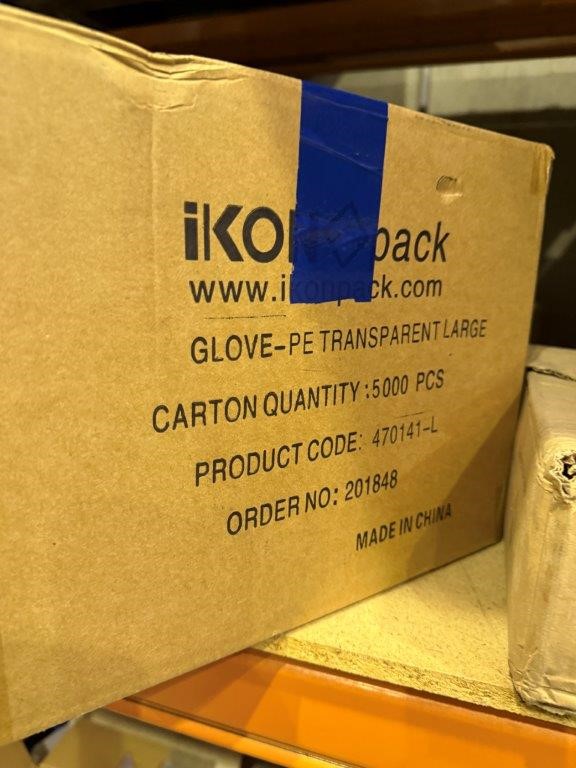 iKON pack
www.ikonpack.com
GLOVE-PE TRANSPARENT LARGE
CARTON QUANTITY :5000 PCS
PRODUCT CODE: 470141-L
ORDER NO: 201848
MADE IN CHINA